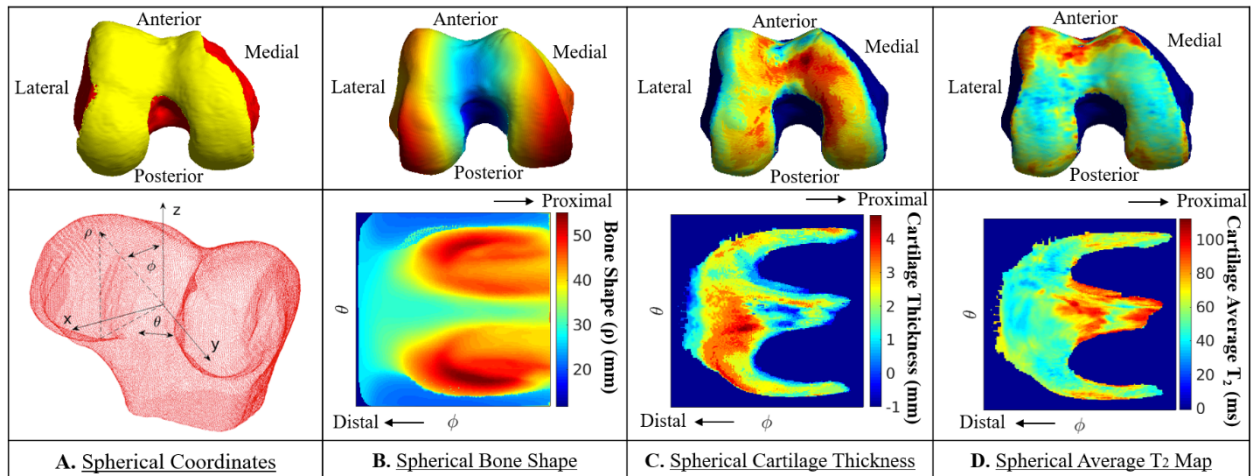 Anterior
Medial
Lateral
Posterior
Anterior
Medial
Lateral
Posterior
Anterior
Medial
Lateral
Posterior
Anterior
Medial
Lateral
Posterior
z
ρ
ϕ
x
θ
y
Proximal
θ
Distal
ϕ
50
40
30
20
Bone Shape (ρ) (mm)
Proximal
θ
Distal
ϕ
4
3
2
1
0
-1
Cartilage Thickness (mm)
Proximal
θ
Distal
ϕ
100
80
60
40
20
0
Cartilage Average T₂ (ms)
A. Spherical Coordinates
B. Spherical Bone Shape
C. Spherical Cartilage Thickness
D. Spherical Average T₂ Map